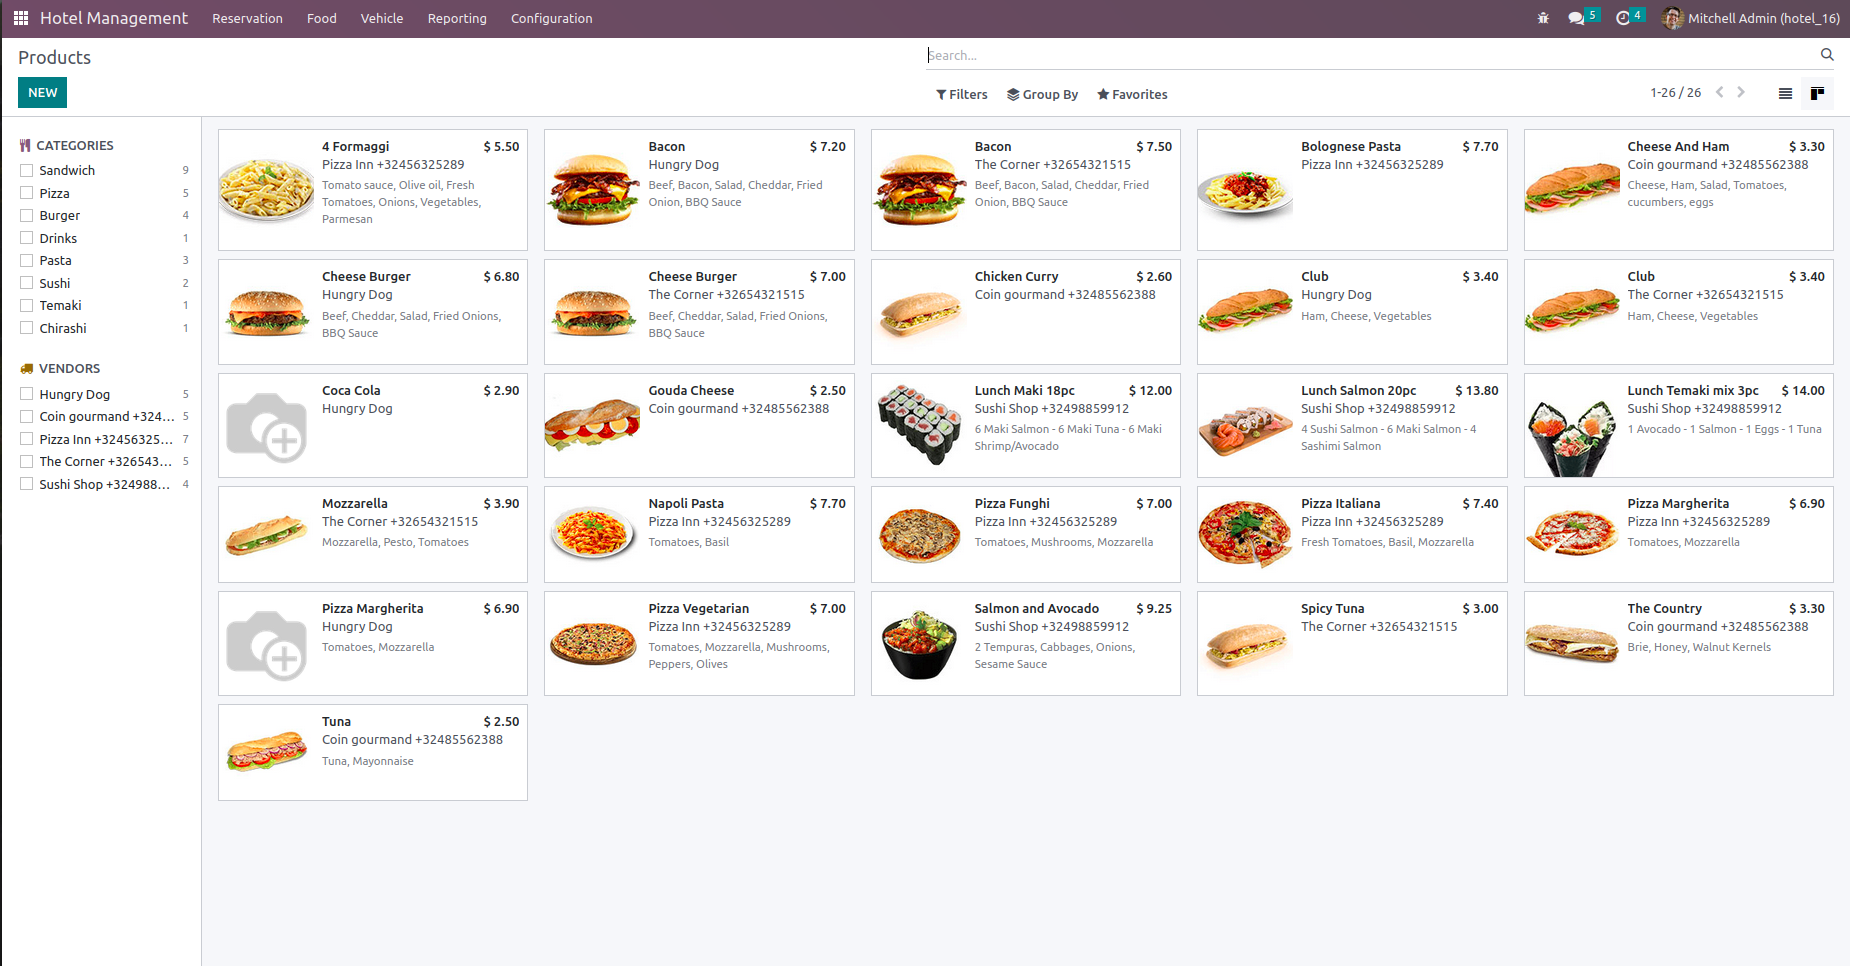 Hotel Management Reservation Food Vehicle Reporting Configuration 5 4 Mitchell Admin (hotel_16)
Products
Search...
NEW
Filters Group By Favorites
1-26 / 26
CATEGORIES
Sandwich 9
Pizza 5
Burger 4
Drinks 1
Pasta 3
Sushi 2
Temaki 1
Chirashi 1
VENDORS
Hungry Dog 5
Coin gourmand +324... 5
Pizza Inn +32456325... 7
The Corner +326543... 5
Sushi Shop +324988... 4
4 Formaggi $ 5.50
Pizza Inn +32456325289
Tomato sauce, Olive oil, Fresh
Tomatoes, Onions, Vegetables,
Parmesan
Bacon $ 7.20
Hungry Dog
Beef, Bacon, Salad, Cheddar, Fried
Onion, BBQ Sauce
Bacon $ 7.50
The Corner +32654321515
Beef, Bacon, Salad, Cheddar, Fried
Onion, BBQ Sauce
Bolognese Pasta $ 7.70
Pizza Inn +32456325289
Cheese And Ham $ 3.30
Coin gourmand +32485562388
Cheese, Ham, Salad, Tomatoes,
cucumbers, eggs
Cheese Burger $ 6.80
Hungry Dog
Beef, Cheddar, Salad, Fried Onions,
BBQ Sauce
Cheese Burger $ 7.00
The Corner +32654321515
Beef, Cheddar, Salad, Fried Onions,
BBQ Sauce
Chicken Curry $ 2.60
Coin gourmand +32485562388
Club $ 3.40
Hungry Dog
Ham, Cheese, Vegetables
Club $ 3.40
The Corner +32654321515
Ham, Cheese, Vegetables
Coca Cola $ 2.90
Hungry Dog
Gouda Cheese $ 2.50
Coin gourmand +32485562388
Lunch Maki 18pc $ 12.00
Sushi Shop +32498859912
6 Maki Salmon - 6 Maki Tuna - 6 Maki
Shrimp/Avocado
Lunch Salmon 20pc $ 13.80
Sushi Shop +32498859912
4 Sushi Salmon - 6 Maki Salmon - 4
Sashimi Salmon
Lunch Temaki mix 3pc $ 14.00
Sushi Shop +32498859912
1 Avocado - 1 Salmon - 1 Eggs - 1 Tuna
Mozzarella $ 3.90
The Corner +32654321515
Mozzarella, Pesto, Tomatoes
Napoli Pasta $ 7.70
Pizza Inn +32456325289
Tomatoes, Basil
Pizza Funghi $ 7.00
Pizza Inn +32456325289
Tomatoes, Mushrooms, Mozzarella
Pizza Italiana $ 7.40
Pizza Inn +32456325289
Fresh Tomatoes, Basil, Mozzarella
Pizza Margherita $ 6.90
Pizza Inn +32456325289
Tomatoes, Mozzarella
Pizza Margherita $ 6.90
Hungry Dog
Tomatoes, Mozzarella
Pizza Vegetarian $ 7.00
Pizza Inn +32456325289
Tomatoes, Mozzarella, Mushrooms,
Peppers, Olives
Salmon and Avocado $ 9.25
Sushi Shop +32498859912
2 Tempuras, Cabbages, Onions,
Sesame Sauce
Spicy Tuna $ 3.00
The Corner +32654321515
The Country $ 3.30
Coin gourmand +32485562388
Brie, Honey, Walnut Kernels
Tuna $ 2.50
Coin gourmand +32485562388
Tuna, Mayonnaise